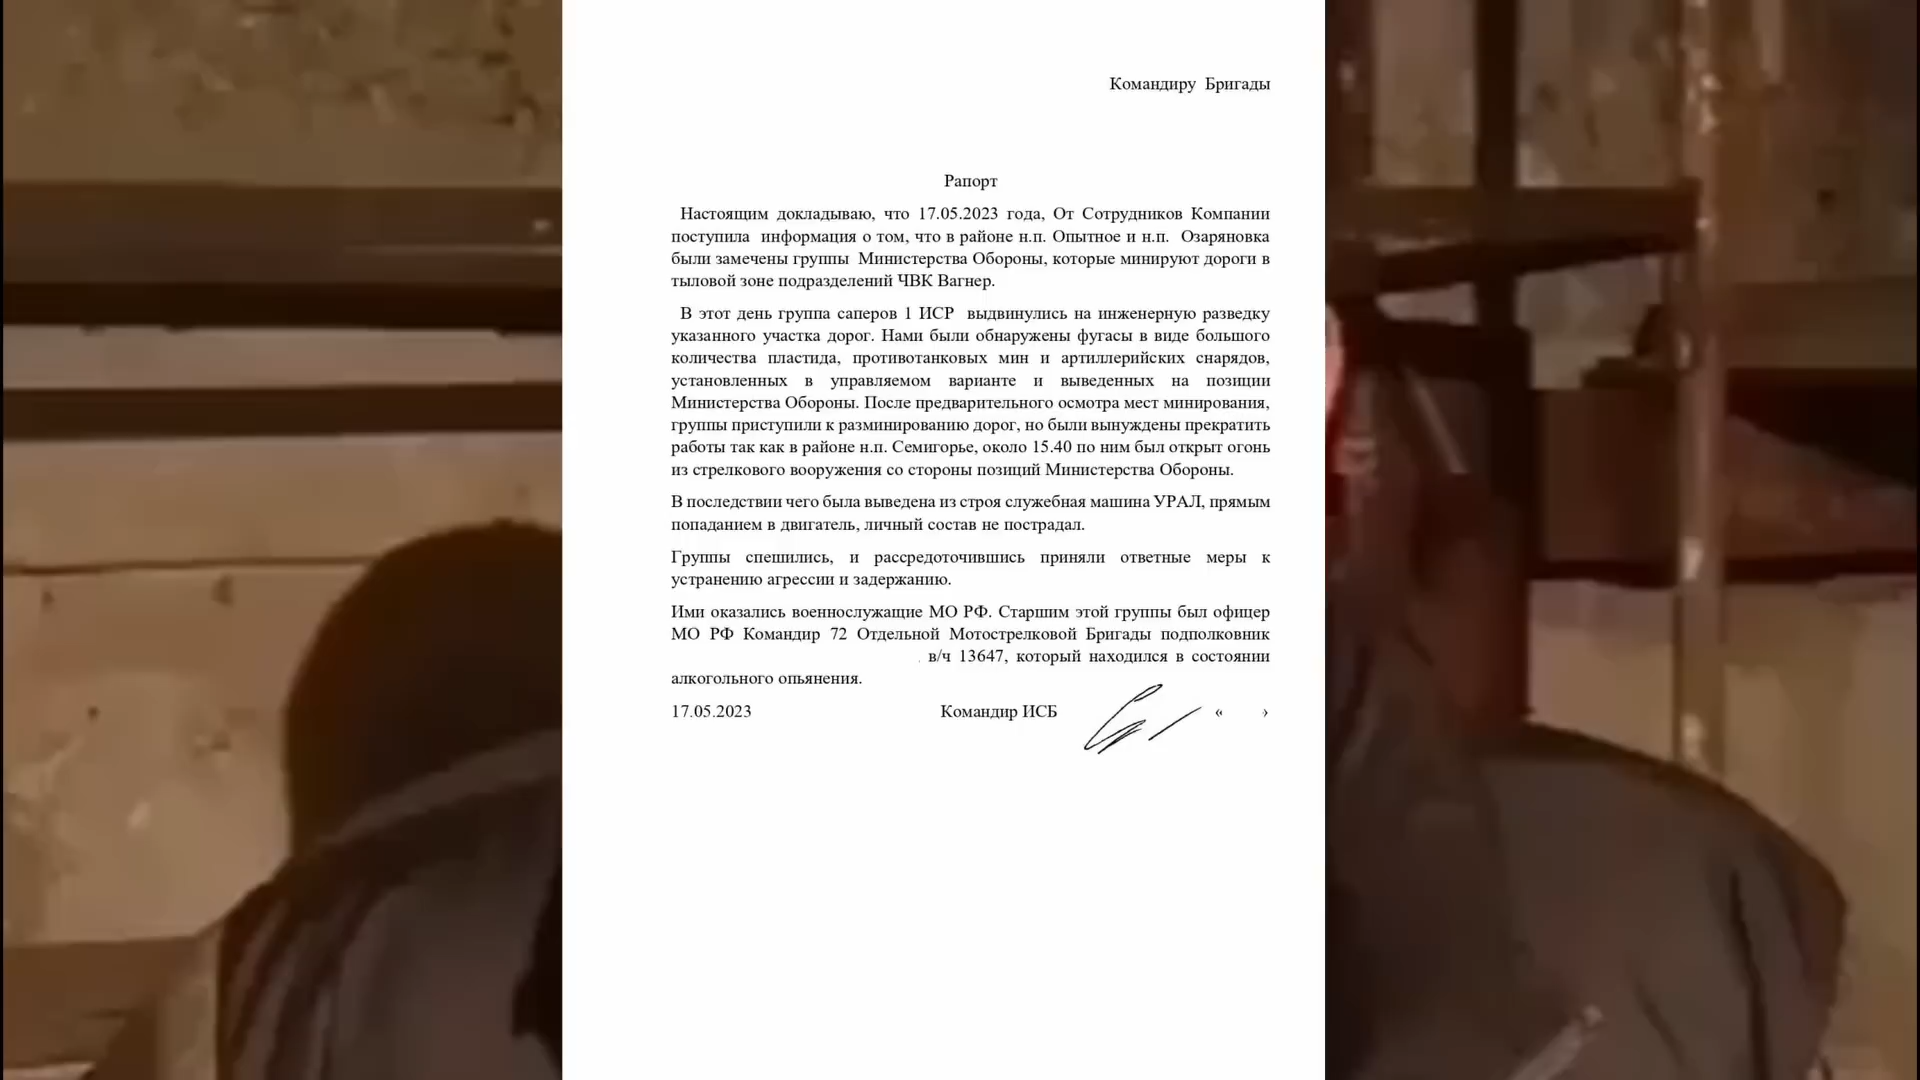 Командиру Бригады
Рапорт
Настоящим докладываю, что 17.05.2023 года, От Сотрудников Компании
поступила информация о том, что в районе н.п. Опытное и н.п. Озаряновка
были замечены группы Министерства Обороны, которые минируют дороги в
тыловой зоне подразделений ЧВК Вагнер.
В этот день группа саперов 1 ИСР выдвинулись на инженерную разведку
указанного участка дорог. Нами были обнаружены фугасы в виде большого
количества пластида, противотанковых мин и артиллерийских снарядов,
установленных в управляемом варианте и выведенных на позиции
Министерства Обороны. После предварительного осмотра мест минирования,
группы приступили к разминированию дорог, но были вынуждены прекратить
работы так как в районе н.п. Семигорье, около 15.40 по ним был открыт огонь
из стрелкового вооружения со стороны позиций Министерства Обороны.
В последствии чего была выведена из строя служебная машина УРАЛ, прямым
попаданием в двигатель, личный состав не пострадал.
Группы спешились, и рассредоточившись приняли ответные меры к
устранению агрессии и задержанию.
Ими оказались военнослужащие МО РФ. Старшим этой группы был офицер
МО РФ Командир 72 Отдельной Мотострелковой Бригады подполковник
в/ч 13647, который находился в состоянии
алкогольного опьянения.
17.05.2023 Командир ИСБ « ›